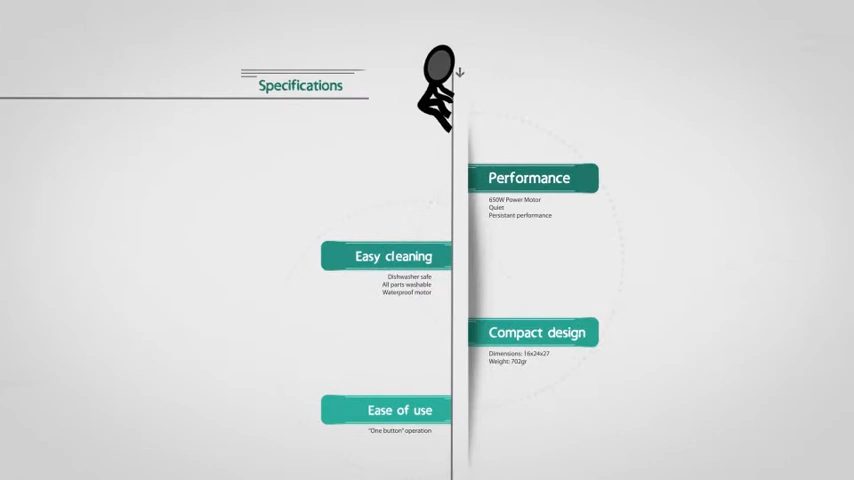 Specifications
Performance
650W Power Motor
Quiet
Persistant performance
Easy cleaning
Dishwasher safe
All parts washable
Waterproof motor
Compact design
Dimensions: 16x24x27
Weight: 702gr
Ease of use
"One button" operation